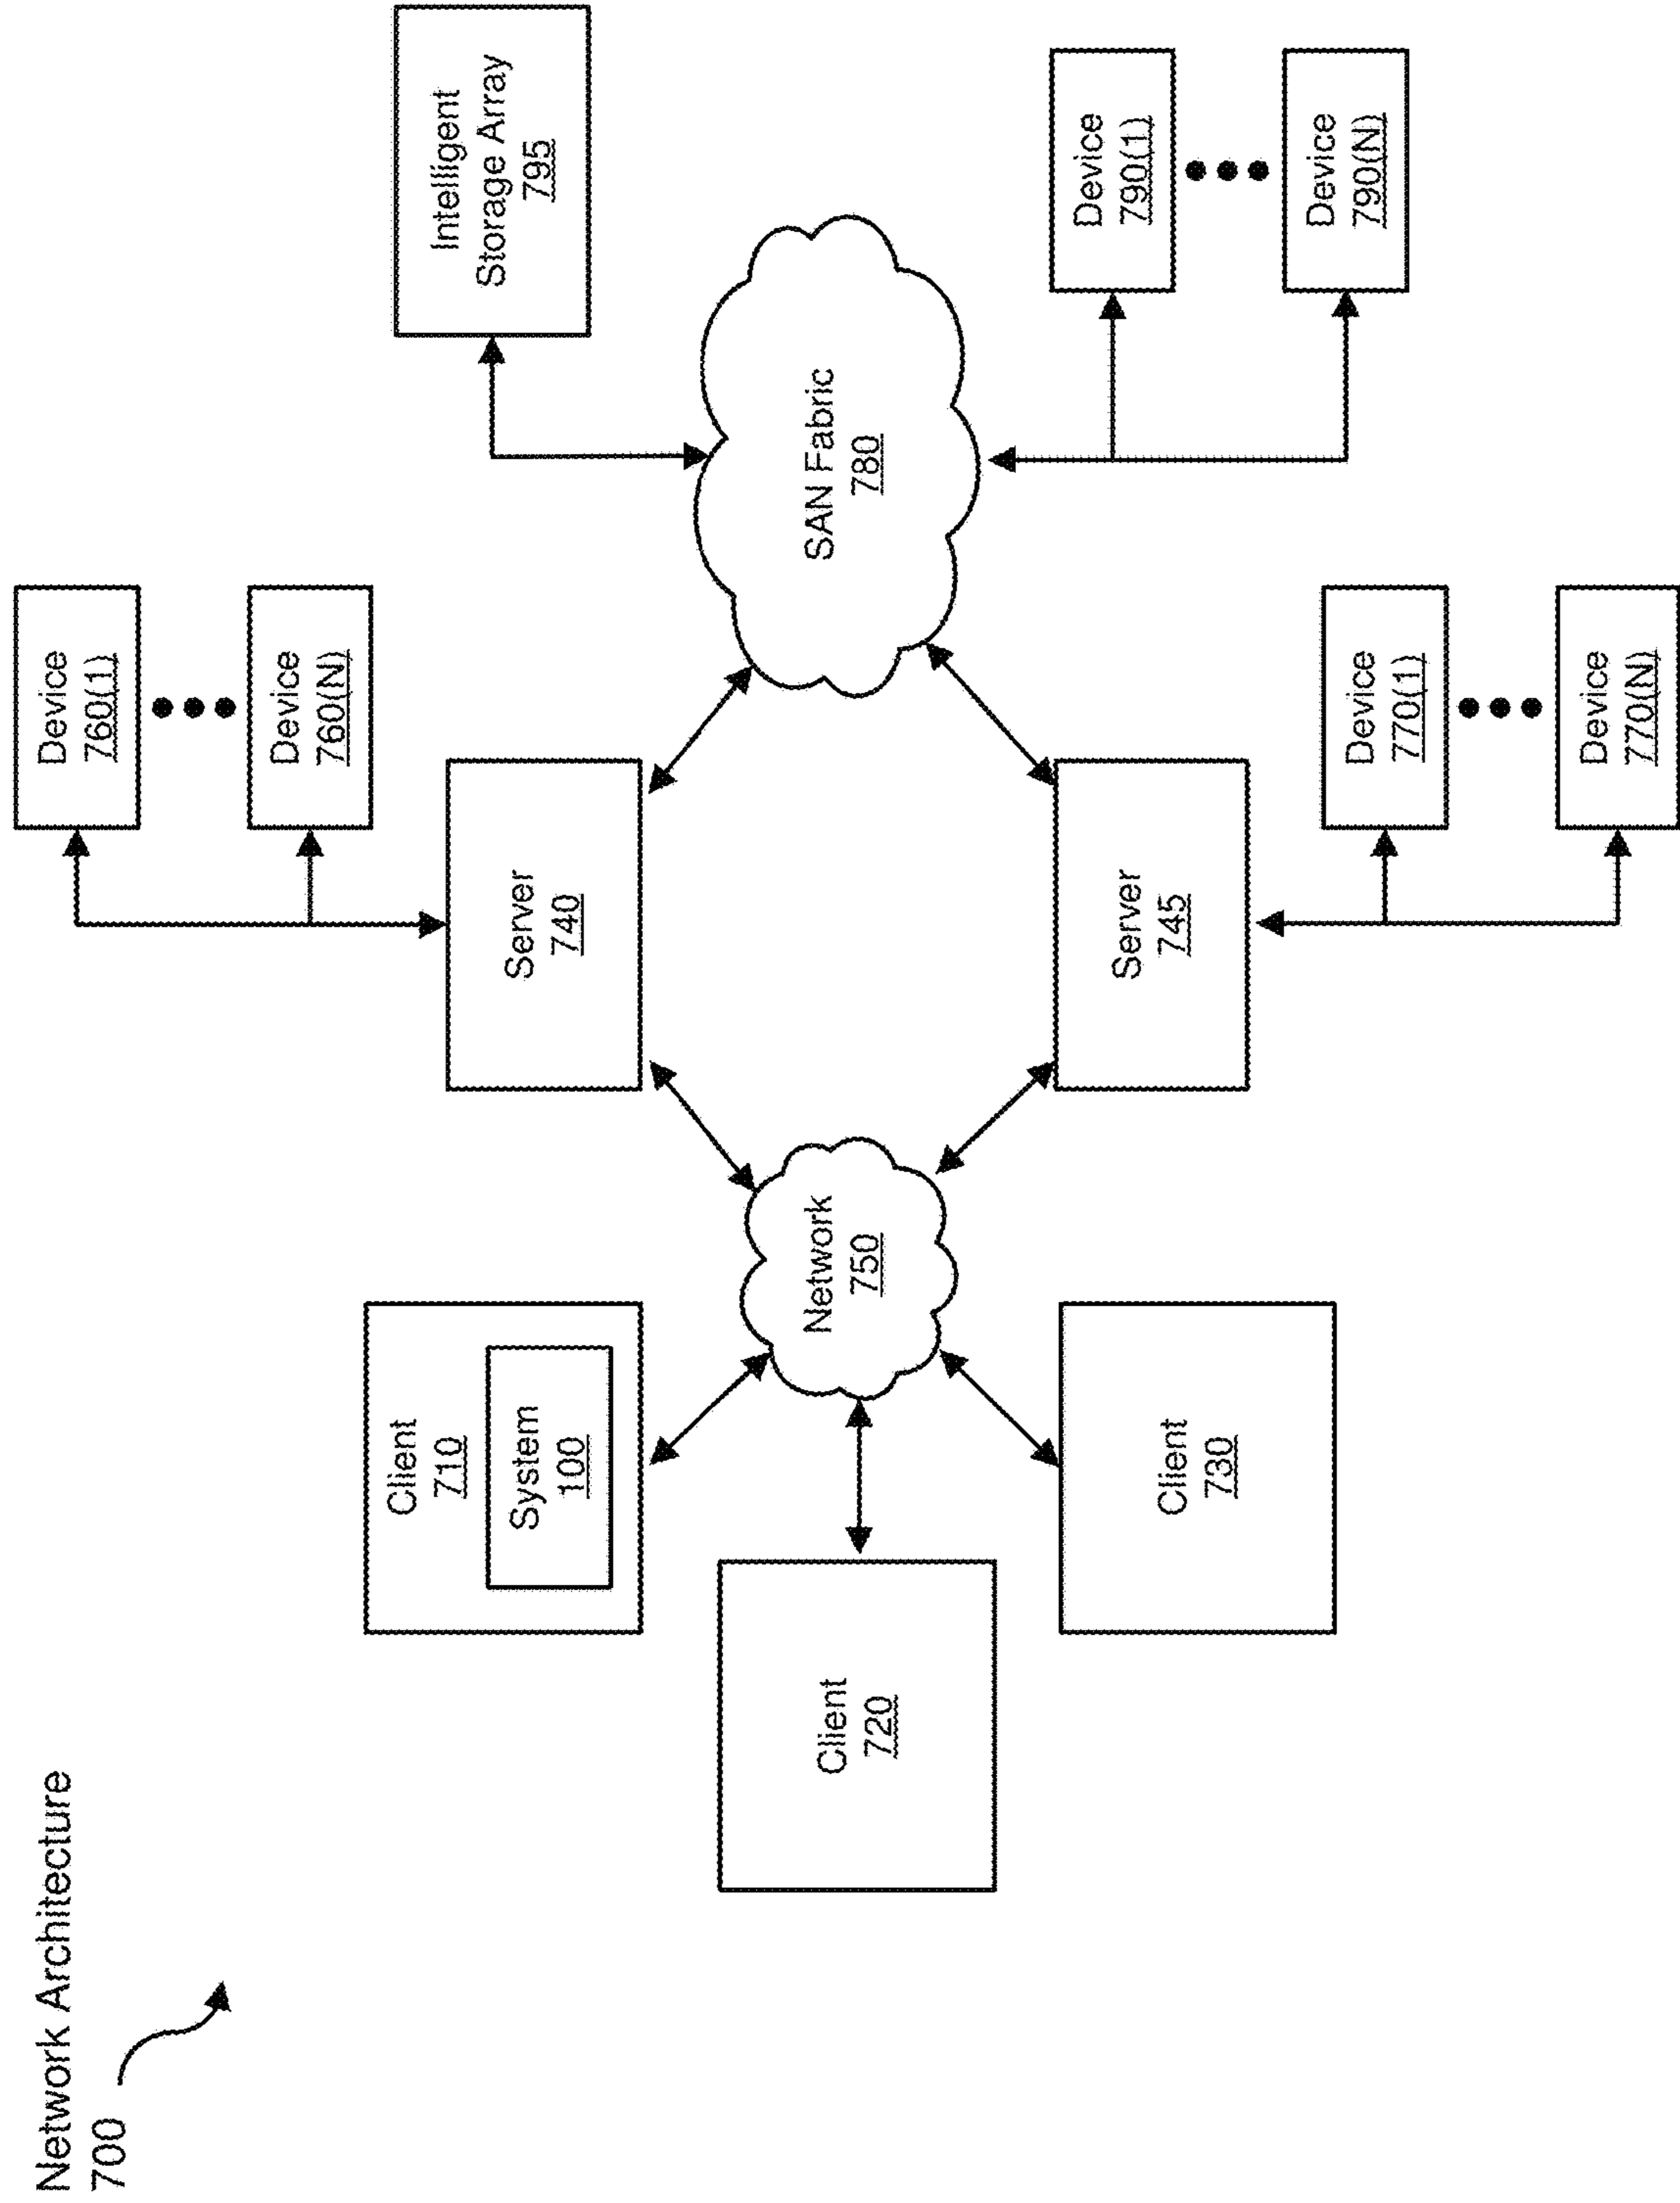 Network Architecture
700
Device
760(1)
Device
760(N)
Intelligent
Storage Array
795
Client
710
System
100
Server
740
Client
720
Network
750
SAN Fabric
780
Client
730
Server
745
Device
790(1)
Device
790(N)
Device
770(1)
Device
770(N)